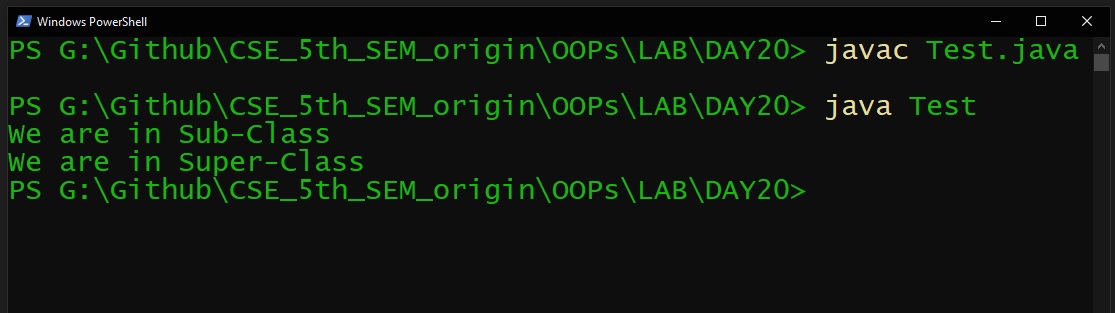 Windows PowerShell
PS G:\Github\CSE_5th_SEM_origin\OOPs\LAB\DAY20> javac Test.java
PS G:\Github\CSE_5th_SEM_origin\OOPs\LAB\DAY20> java Test
We are in Sub-Class
We are in Super-Class
PS G:\Github\CSE_5th_SEM_origin\OOPs\LAB\DAY20>